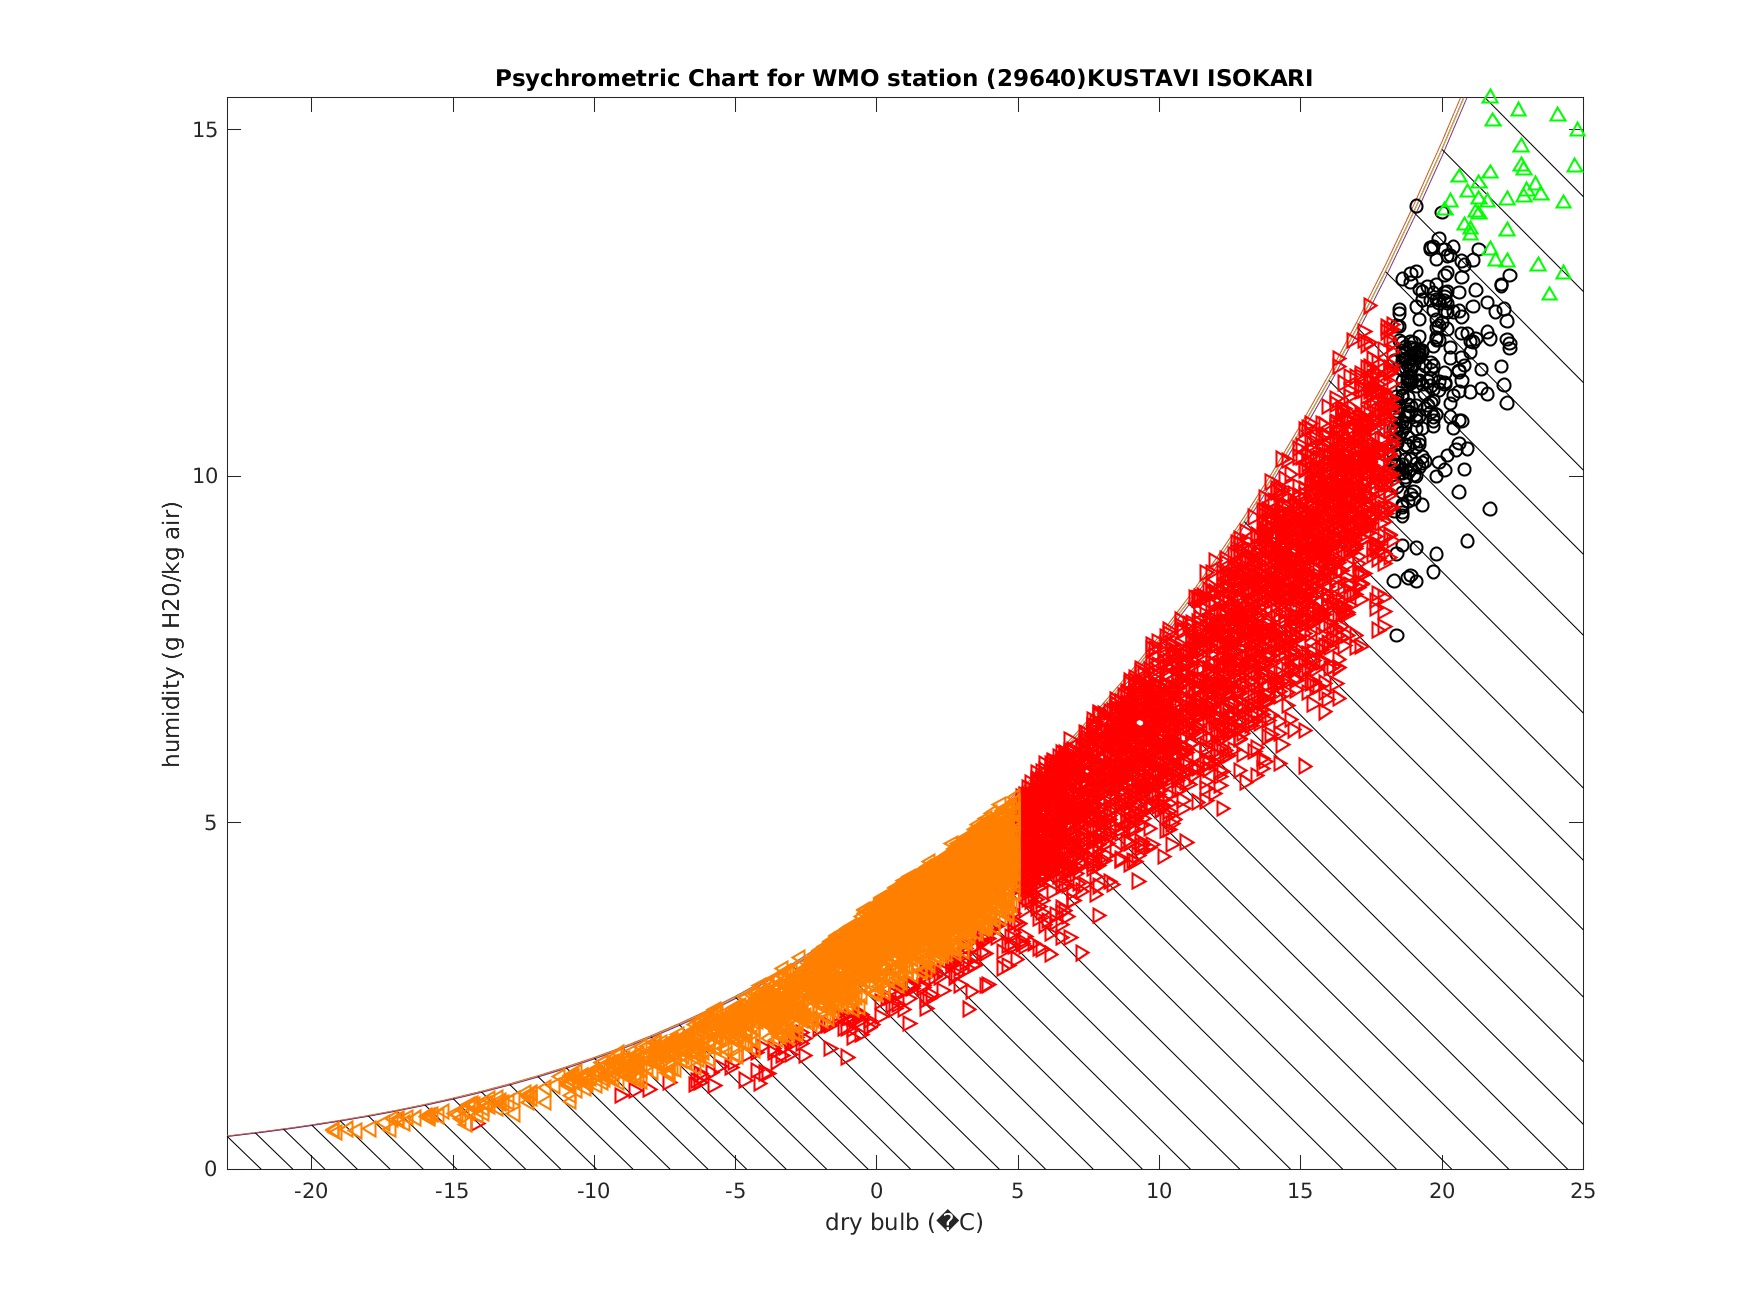 Psychrometric Chart for WMO station (29640)KUSTAVI ISOKARI
humidity (g H20/kg air)
15
10
5
0
-20 -15 -10 -5 0 5 10 15 20 25
dry bulb (�C)